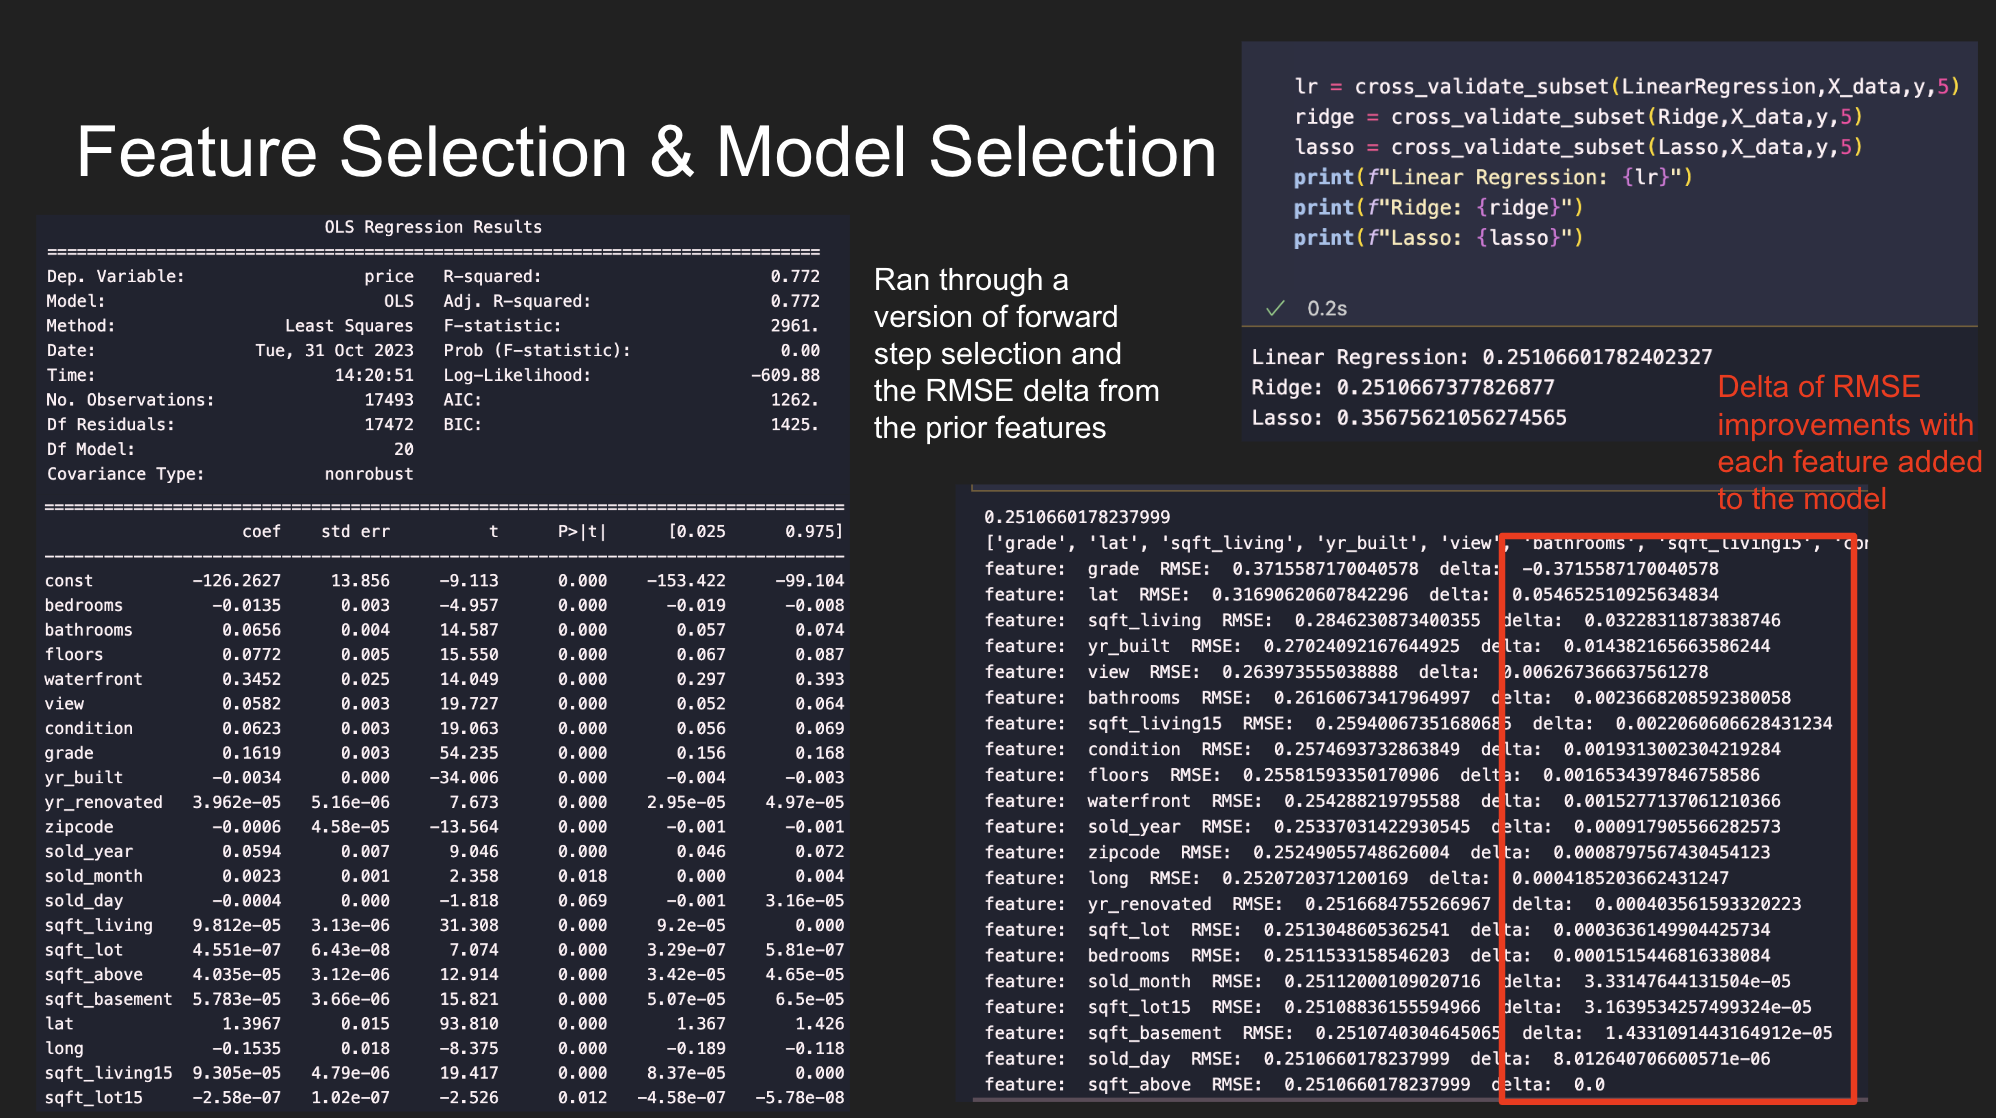 Feature Selection & Model Selection
OLS Regression Results
==============================================================================
Dep. Variable: price R-squared: 0.772
Model: OLS Adj. R-squared: 0.772
Method: Least Squares F-statistic: 2961.
Date: Tue, 31 Oct 2023 Prob (F-statistic): 0.00
Time: 14:20:51 Log-Likelihood: -609.88
No. Observations: 17493 AIC: 1262.
Df Residuals: 17472 BIC: 1425.
Df Model: 20
Covariance Type: nonrobust
=================================================================================
coef std err t P>|t| [0.025 0.975]
---------------------------------------------------------------------------------
const -126.2627 13.856 -9.113 0.000 -153.422 -99.104
bedrooms -0.0135 0.003 -4.957 0.000 -0.019 -0.008
bathrooms 0.0656 0.004 14.587 0.000 0.057 0.074
floors 0.0772 0.005 15.550 0.000 0.067 0.087
waterfront 0.3452 0.025 14.049 0.000 0.297 0.393
view 0.0582 0.003 19.727 0.000 0.052 0.064
condition 0.0623 0.003 19.063 0.000 0.056 0.069
grade 0.1619 0.003 54.235 0.000 0.156 0.168
yr_built -0.0034 0.000 -34.006 0.000 -0.004 -0.003
yr_renovated 3.962e-05 5.16e-06 7.673 0.000 2.95e-05 4.97e-05
zipcode -0.0006 4.58e-05 -13.564 0.000 -0.001 -0.001
sold_year 0.0594 0.007 9.046 0.000 0.046 0.072
sold_month 0.0023 0.001 2.358 0.018 0.000 0.004
sold_day -0.0004 0.000 -1.818 0.069 -0.001 3.16e-05
sqft_living 9.812e-05 3.13e-06 31.308 0.000 9.2e-05 0.000
sqft_lot 4.551e-07 6.43e-08 7.074 0.000 3.29e-07 5.81e-07
sqft_above 4.035e-05 3.12e-06 12.914 0.000 3.42e-05 4.65e-05
sqft_basement 5.783e-05 3.66e-06 15.821 0.000 5.07e-05 6.5e-05
lat 1.3967 0.015 93.810 0.000 1.367 1.426
long -0.1535 0.018 -8.375 0.000 -0.189 -0.118
sqft_living15 9.305e-05 4.79e-06 19.417 0.000 8.37e-05 0.000
sqft_lot15 -2.58e-07 1.02e-07 -2.526 0.012 -4.58e-07 -5.78e-08
Ran through a
version of forward
step selection and
the RMSE delta from
the prior features
lr = cross_validate_subset(LinearRegression,X_data,y,5)
ridge = cross_validate_subset(Ridge,X_data,y,5)
lasso = cross_validate_subset(Lasso,X_data,y,5)
print(f"Linear Regression: {lr}")
print(f"Ridge: {ridge}")
print(f"Lasso: {lasso}")
✓ 0.2s
Linear Regression: 0.25106601782402327
Ridge: 0.2510667377826877
Lasso: 0.35675621056274565
Delta of RMSE
improvements with
each feature added
to the model
0.2510660178237999
['grade', 'lat', 'sqft_living', 'yr_built', 'view', 'bathrooms', 'sqft_living15', 'con
feature: grade RMSE: 0.3715587170040578 delta: -0.3715587170040578
feature: lat RMSE: 0.31690620607842296 delta: 0.054652510925634834
feature: sqft_living RMSE: 0.2846230873400355 delta: 0.03228311873838746
feature: yr_built RMSE: 0.27024092167644925 delta: 0.014382165663586244
feature: view RMSE: 0.263973555038888 delta: 0.006267366637561278
feature: bathrooms RMSE: 0.26160673417964997 delta: 0.0023668208592380058
feature: sqft_living15 RMSE: 0.25940067351680685 delta: 0.0022060606628431234
feature: condition RMSE: 0.2574693732863849 delta: 0.0019313002304219284
feature: floors RMSE: 0.25581593350170906 delta: 0.0016534397846758586
feature: waterfront RMSE: 0.254288219795588 delta: 0.0015277137061210366
feature: sold_year RMSE: 0.25337031422930545 delta: 0.000917905566282573
feature: zipcode RMSE: 0.25249055748626004 delta: 0.0008797567430454123
feature: long RMSE: 0.2520720371200169 delta: 0.0004185203662431247
feature: yr_renovated RMSE: 0.2516684755266967 delta: 0.000403561593320223
feature: sqft_lot RMSE: 0.2513048605362541 delta: 0.0003636149904425734
feature: bedrooms RMSE: 0.2511533158546203 delta: 0.0001515446816338084
feature: sold_month RMSE: 0.25112000109020716 delta: 3.33147644131504e-05
feature: sqft_lot15 RMSE: 0.25108836155594966 delta: 3.1639534257499324e-05
feature: sqft_basement RMSE: 0.2510740304645065 delta: 1.4331091443164912e-05
feature: sold_day RMSE: 0.2510660178237999 delta: 8.012640706600571e-06
feature: sqft_above RMSE: 0.2510660178237999 delta: 0.0